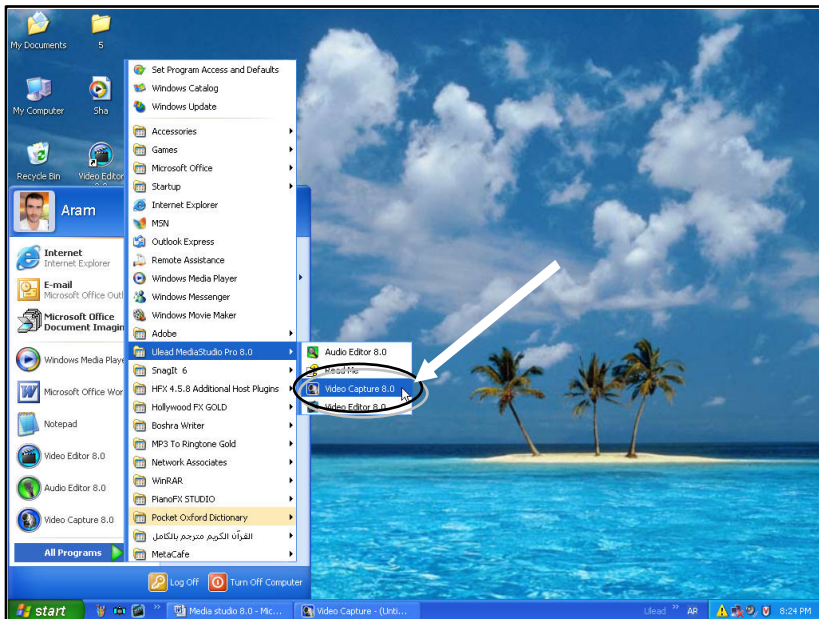 My Documents
5
My Computer
Sha
Recycle Bin
Video Editor
8.0
Aram
Internet
Internet Explorer
E-mail
Microsoft Office Outl
Microsoft Office
Document Imagin
Windows Media Playe
Microsoft Office Wor
Notepad
Video Editor 8.0
Audio Editor 8.0
Video Capture 8.0
All Programs
Set Program Access and Defaults
Windows Catalog
Windows Update
Accessories
Games
Microsoft Office
Startup
Internet Explorer
MSN
Outlook Express
Remote Assistance
Windows Media Player
Windows Messenger
Windows Movie Maker
Adobe
Ulead MediaStudio Pro 8.0
SnagIt 6
HFX 4.5.8 Additional Host Plugins
Hollywood FX GOLD
Boshra Writer
MP3 To Ringtone Gold
Network Associates
WinRAR
PianoFX STUDIO
Pocket Oxford Dictionary
القرآن الكريم مترجم بالكامل
MetaCafe
Audio Editor 8.0
Read Me
Video Capture 8.0
Video Editor 8.0
Log Off
Turn Off Computer
start
Media studio 8.0 - Mic...
Video Capture - (Unti...
Ulead
AR
8:24 PM